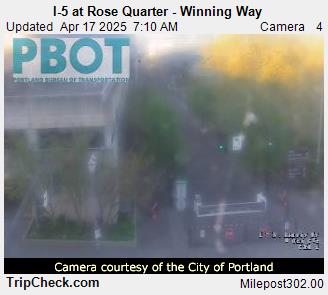 I-5 at Rose Quarter - Winning Way
Updated Apr 17 2025 7:10 AM Camera 4
PBOT
PORTLAND BUREAU OF TRANSPORTATION
Camera courtesy of the City of Portland
TripCheck.com Milepost302.00